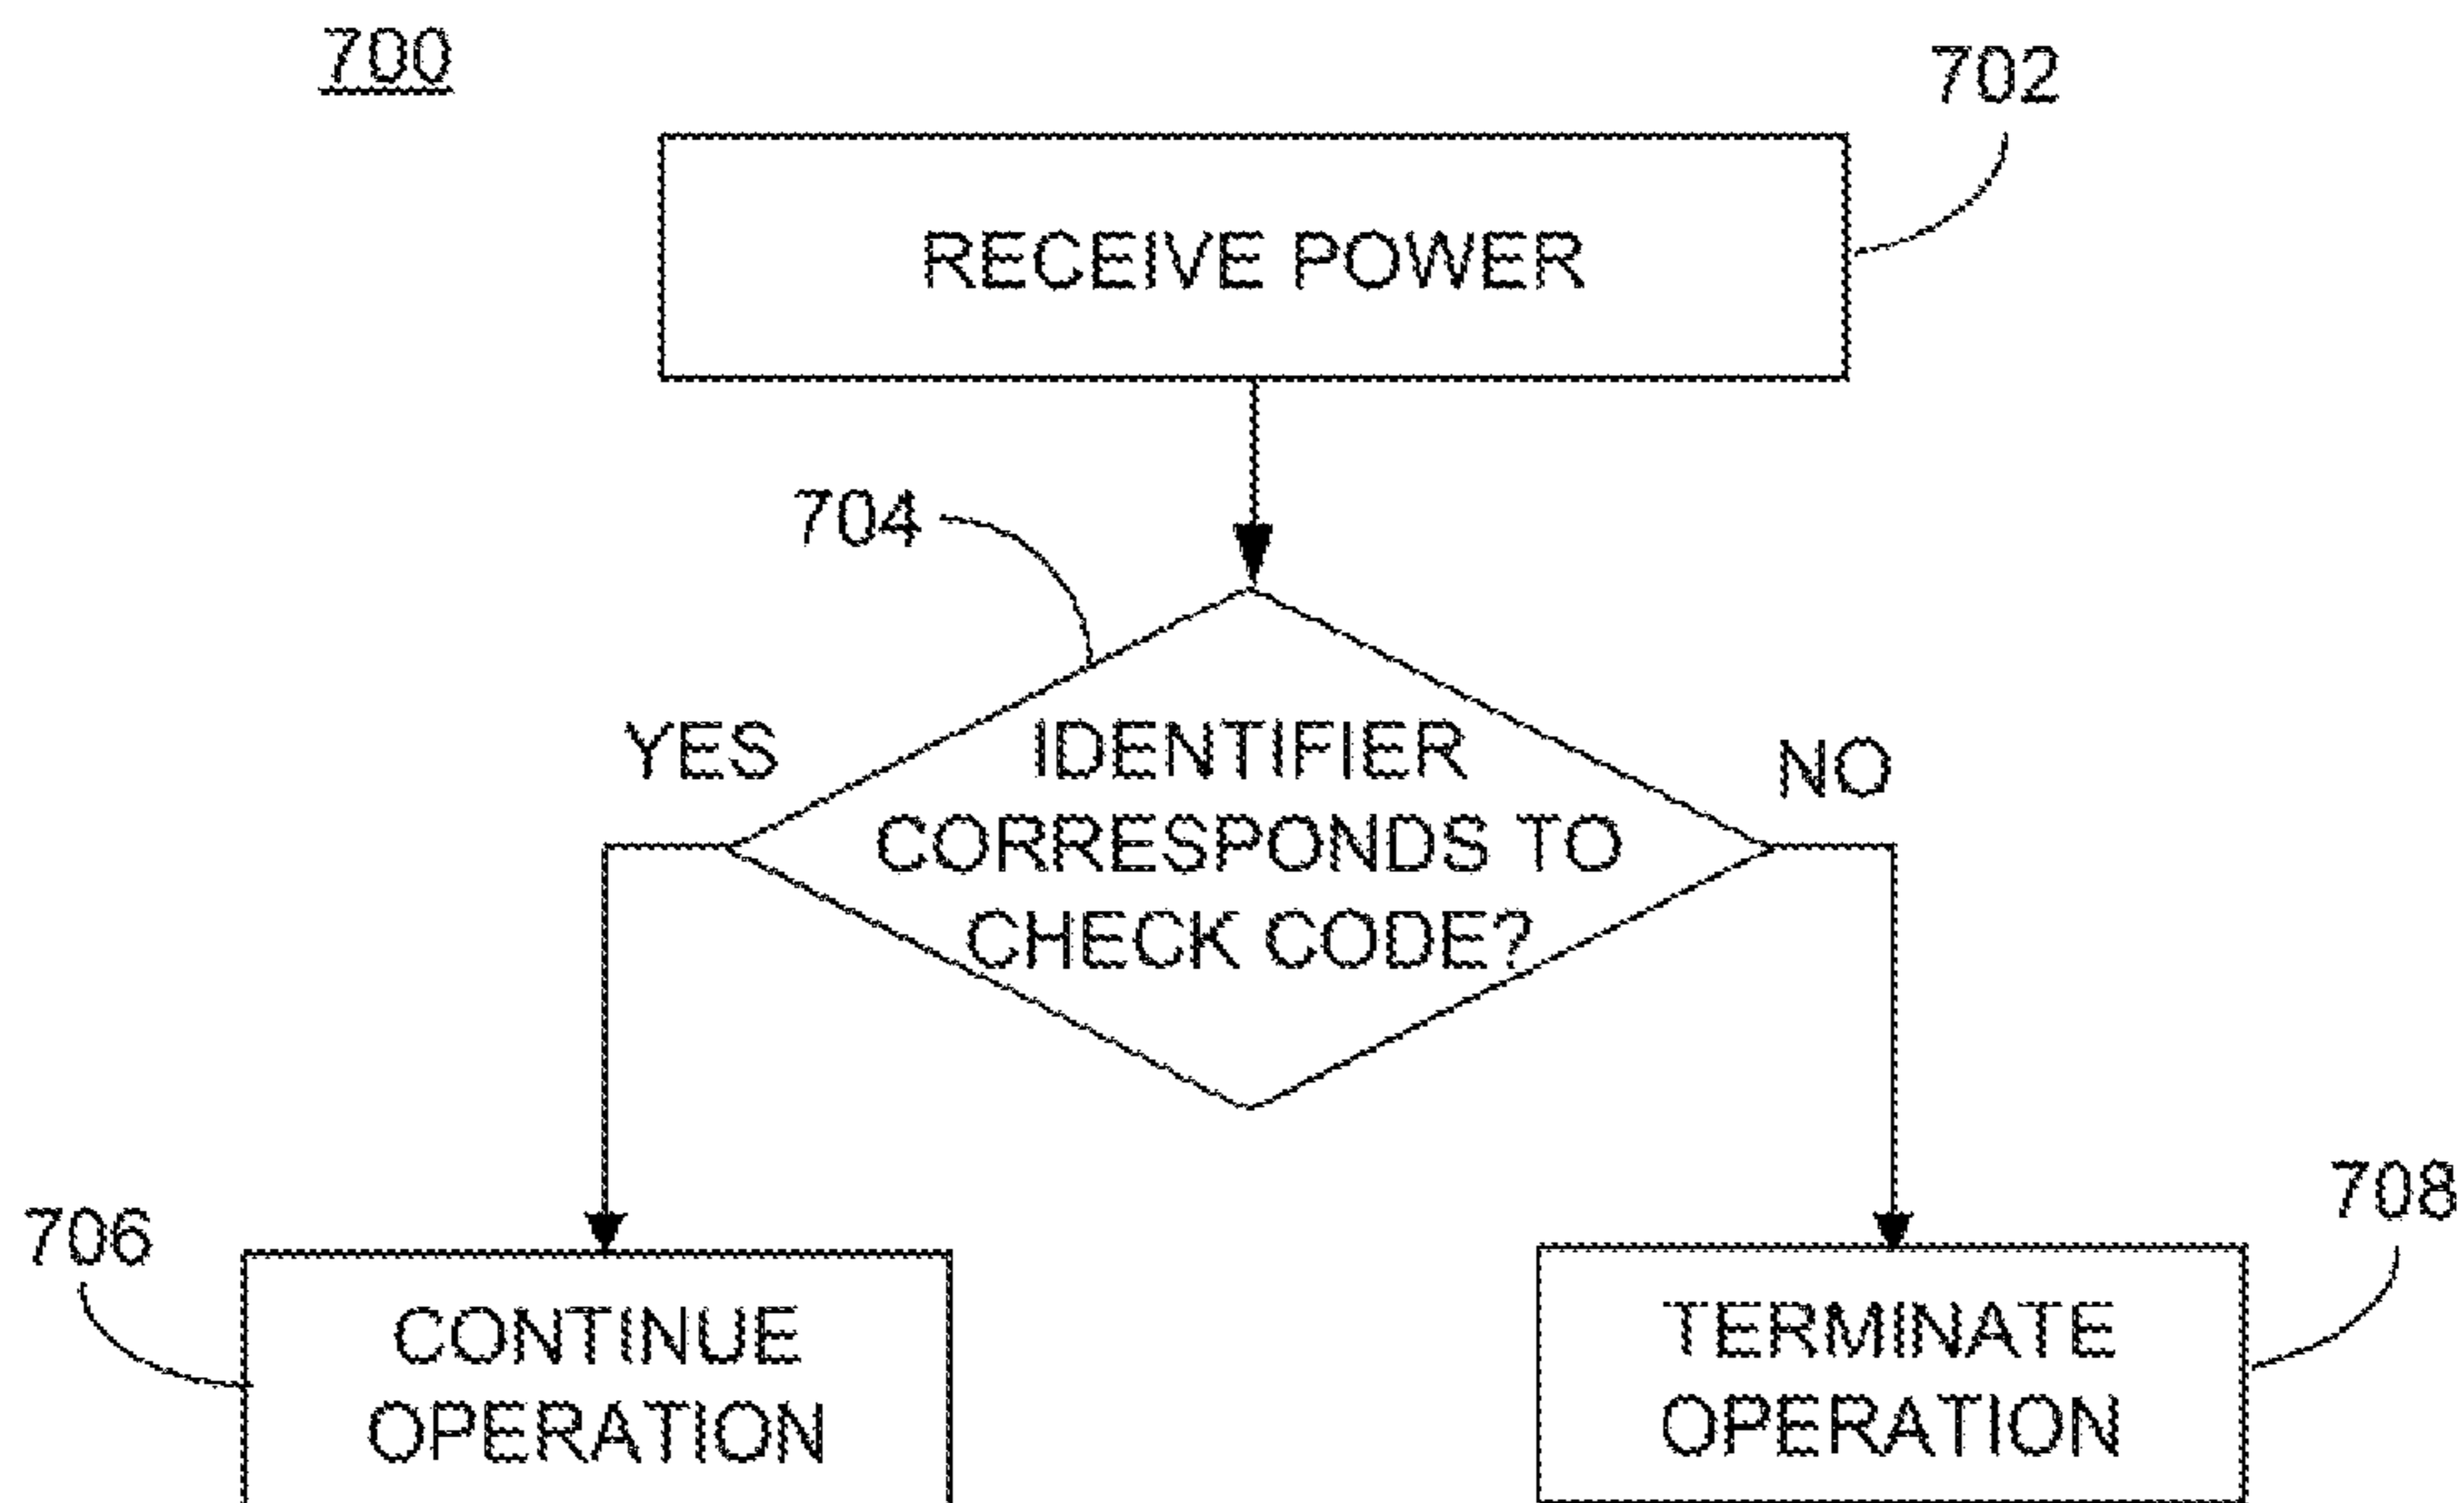 700
702
RECEIVE POWER
704
YES
IDENTIFIER
CORRESPONDS TO
CHECK CODE?
NO
706
CONTINUE
OPERATION
708
TERMINATE
OPERATION